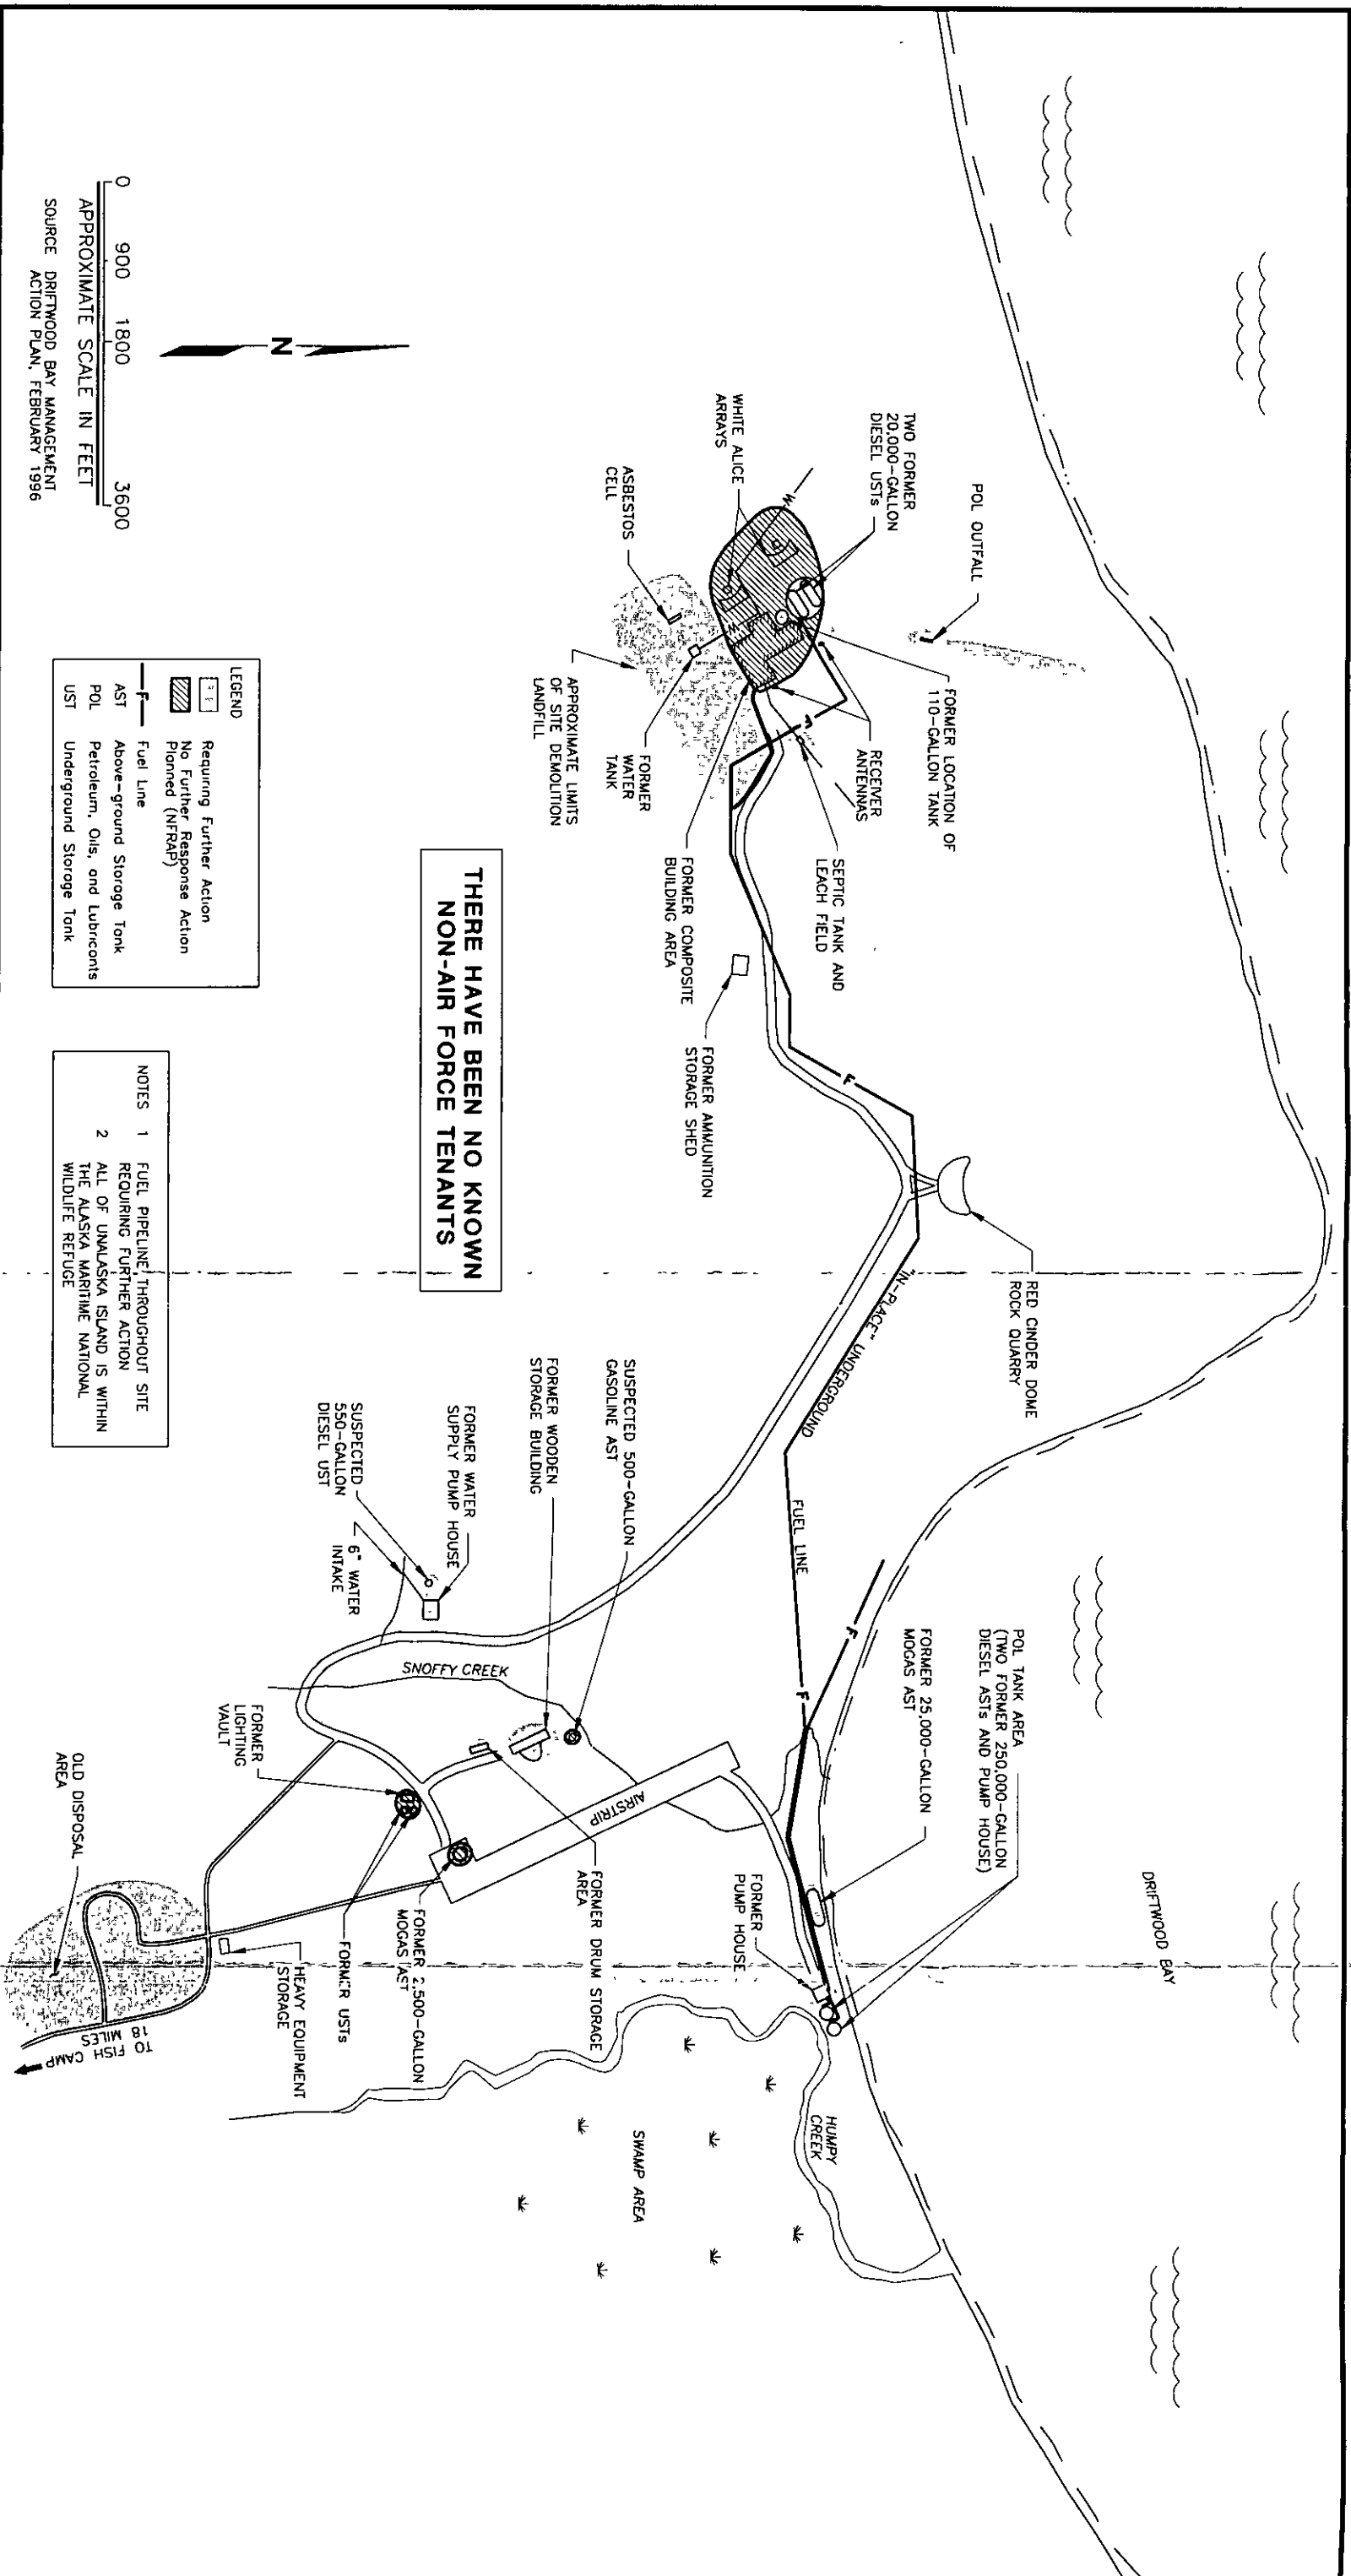 POL OUTFALL
TWO FORMER
20,000-GALLON
DIESEL USTs
WHITE ALICE
ARRAYS
ASBESTOS
CELL
W
W
FORMER LOCATION OF
110-GALLON TANK
RECEIVER
ANTENNAS
SEPTIC TANK AND
LEACH FIELD
FORMER COMPOSITE
BUILDING AREA
FORMER
WATER
TANK
APPROXIMATE LIMITS
OF SITE DEMOLITION
LANDFILL
F
FORMER AMMUNITION
STORAGE SHED
F
RED CINDER DOME
ROCK QUARRY
"IN-PLACE" UNDERGROUND
FUEL LINE
F
F
DRIFTWOOD BAY
POL TANK AREA
(TWO FORMER 250,000-GALLON
DIESEL ASTs AND PUMP HOUSE)
FORMER 25,000-GALLON
MOGAS AST
FORMER
PUMP HOUSE
HUMPY
CREEK
SWAMP AREA
SUSPECTED 500-GALLON
GASOLINE AST
FORMER WOODEN
STORAGE BUILDING
FORMER WATER
SUPPLY PUMP HOUSE
SUSPECTED
550-GALLON
DIESEL UST
6" WATER
INTAKE
SNOFFY CREEK
AIRSTRIP
FORMER DRUM STORAGE
AREA
FORMER 2,500-GALLON
MOGAS AST
FORMER USTs
FORMER
LIGHTING
VAULT
HEAVY EQUIPMENT
STORAGE
OLD DISPOSAL
AREA
TO FISH CAMP
18 MILES
THERE HAVE BEEN NO KNOWN
NON-AIR FORCE TENANTS
N
0 900 1800 3600
APPROXIMATE SCALE IN FEET
SOURCE DRIFTWOOD BAY MANAGEMENT
ACTION PLAN, FEBRUARY 1996
LEGEND
Requiring Further Action
No Further Response Action
Planned (NFRAP)
F Fuel Line
AST Above-ground Storage Tank
POL Petroleum, Oils, and Lubricants
UST Underground Storage Tank
NOTES 1 FUEL PIPELINE THROUGHOUT SITE
REQUIRING FURTHER ACTION
2 ALL OF UNALASKA ISLAND IS WITHIN
THE ALASKA MARITIME NATIONAL
WILDLIFE REFUGE